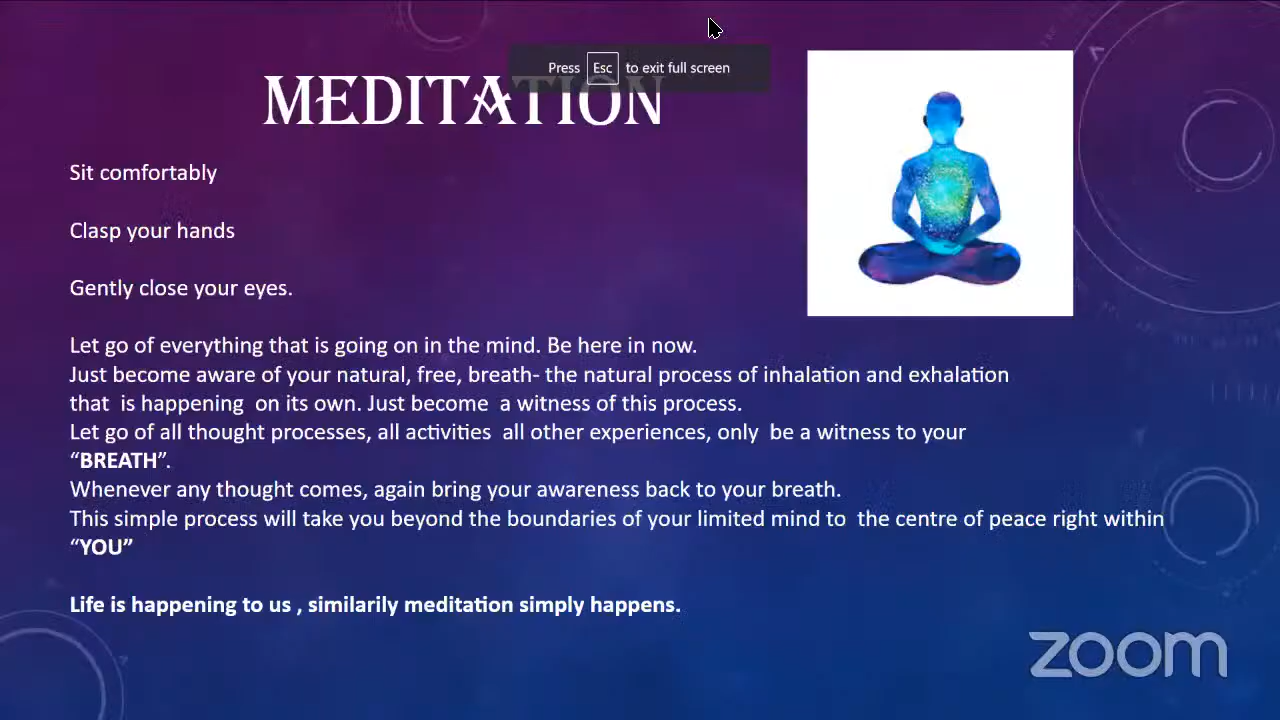 Press Esc to exit full screen
MEDITATION
Sit comfortably
Clasp your hands
Gently close your eyes.
Let go of everything that is going on in the mind. Be here in now.
Just become aware of your natural, free, breath- the natural process of inhalation and exhalation
that is happening on its own. Just become a witness of this process.
Let go of all thought processes, all activities all other experiences, only be a witness to your
“BREATH”.
Whenever any thought comes, again bring your awareness back to your breath.
This simple process will take you beyond the boundaries of your limited mind to the centre of peace right within
“YOU”
Life is happening to us , similarily meditation simply happens.
zoom